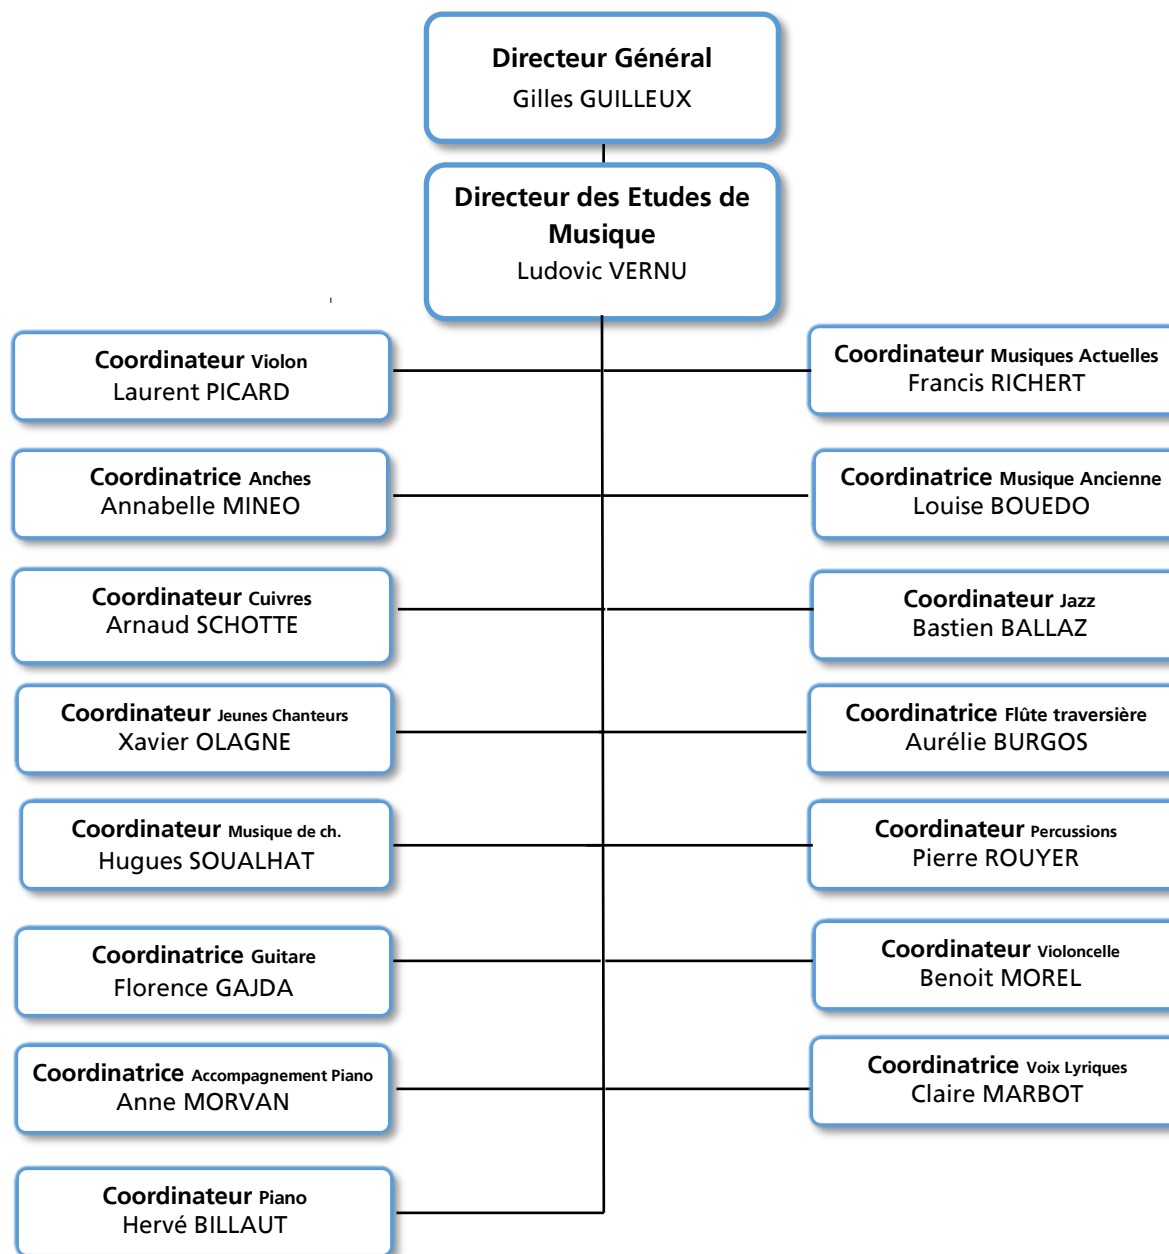 Directeur Général
Gilles GUILLEUX
Directeur des Etudes de
Musique
Ludovic VERNU
Coordinateur Violon
Laurent PICARD
Coordinateur Musiques Actuelles
Francis RICHERT
Coordinatrice Anches
Annabelle MINEO
Coordinatrice Musique Ancienne
Louise BOUEDO
Coordinateur Cuivres
Arnaud SCHOTTE
Coordinateur Jazz
Bastien BALLAZ
Coordinateur Jeunes Chanteurs
Xavier OLAGNE
Coordinatrice Flûte traversière
Aurélie BURGOS
Coordinateur Musique de ch.
Hugues SOUALHAT
Coordinateur Percussions
Pierre ROUYER
Coordinatrice Guitare
Florence GAJDA
Coordinateur Violoncelle
Benoit MOREL
Coordinatrice Accompagnement Piano
Anne MORVAN
Coordinatrice Voix Lyriques
Claire MARBOT
Coordinateur Piano
Hervé BILLAUT